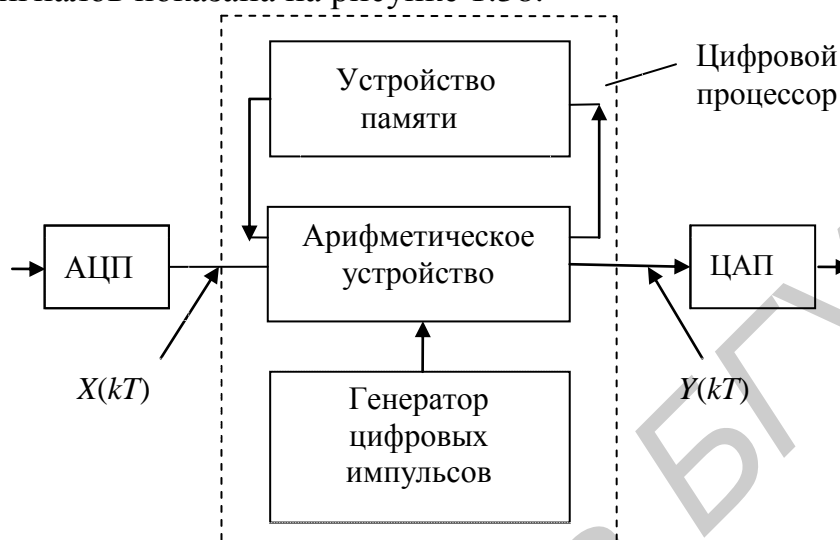 сигналов показана на рисунке 1.38.
Устройство
памяти
Цифровой
процессор
АЦП
Арифметическое
устройство
ЦАП
X(kT)
Y(kT)
Генератор
цифровых
импульсов
БГУ